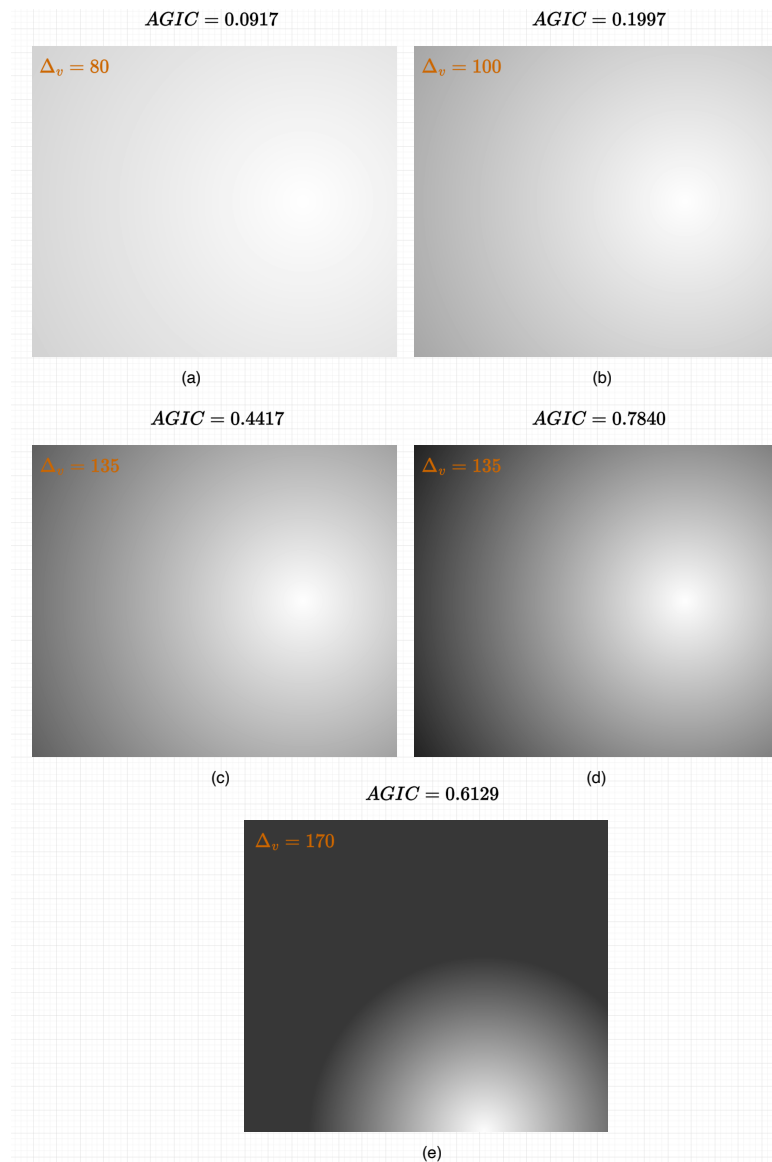 AGIC = 0.0917
AGIC = 0.1997
Δᵥ = 80
Δᵥ = 100
(a)
(b)
AGIC = 0.4417
AGIC = 0.7840
Δᵥ = 135
Δᵥ = 135
(c)
(d)
AGIC = 0.6129
Δᵥ = 170
(e)